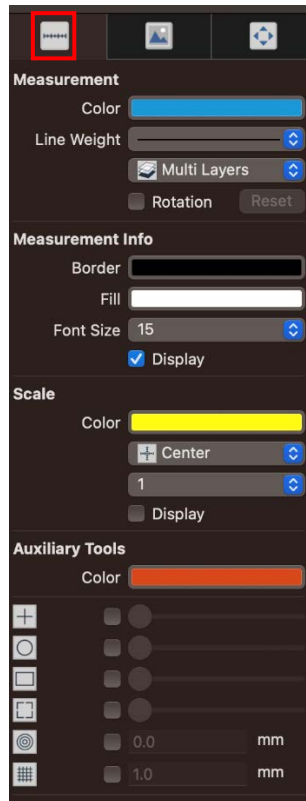 Measurement
Color
Line Weight
Multi Layers
Rotation Reset
Measurement Info
Border
Fill
Font Size 15
Display
Scale
Color
Center
1
Display
Auxiliary Tools
Color
0.0 mm
1.0 mm